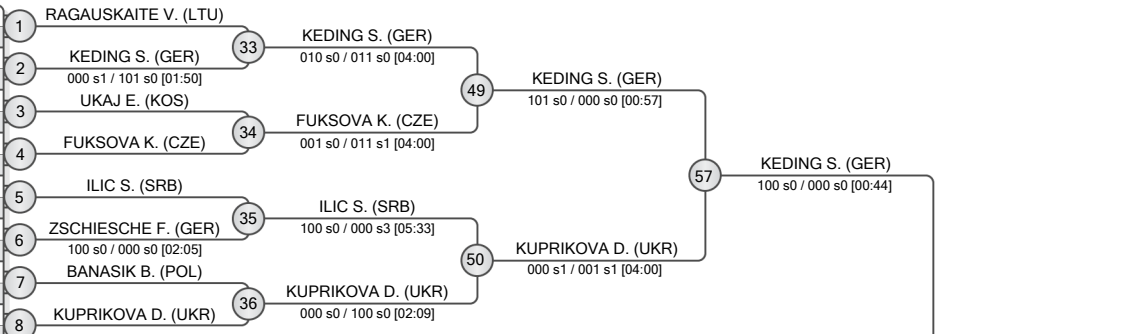 1 RAGAUSKAITE V. (LTU)
33 KEDING S. (GER)
010 s0 / 011 s0 [04:00]
2 KEDING S. (GER)
000 s1 / 101 s0 [01:50]
49 KEDING S. (GER)
101 s0 / 000 s0 [00:57]
3 UKAJ E. (KOS)
34 FUKSOVA K. (CZE)
001 s0 / 011 s1 [04:00]
4 FUKSOVA K. (CZE)
57 KEDING S. (GER)
100 s0 / 000 s0 [00:44]
5 ILIC S. (SRB)
35 ILIC S. (SRB)
100 s0 / 000 s3 [05:33]
6 ZSCHIESCHE F. (GER)
100 s0 / 000 s0 [02:05]
50 KUPRIKOVA D. (UKR)
000 s1 / 001 s1 [04:00]
7 BANASIK B. (POL)
36 KUPRIKOVA D. (UKR)
000 s0 / 100 s0 [02:09]
8 KUPRIKOVA D. (UKR)